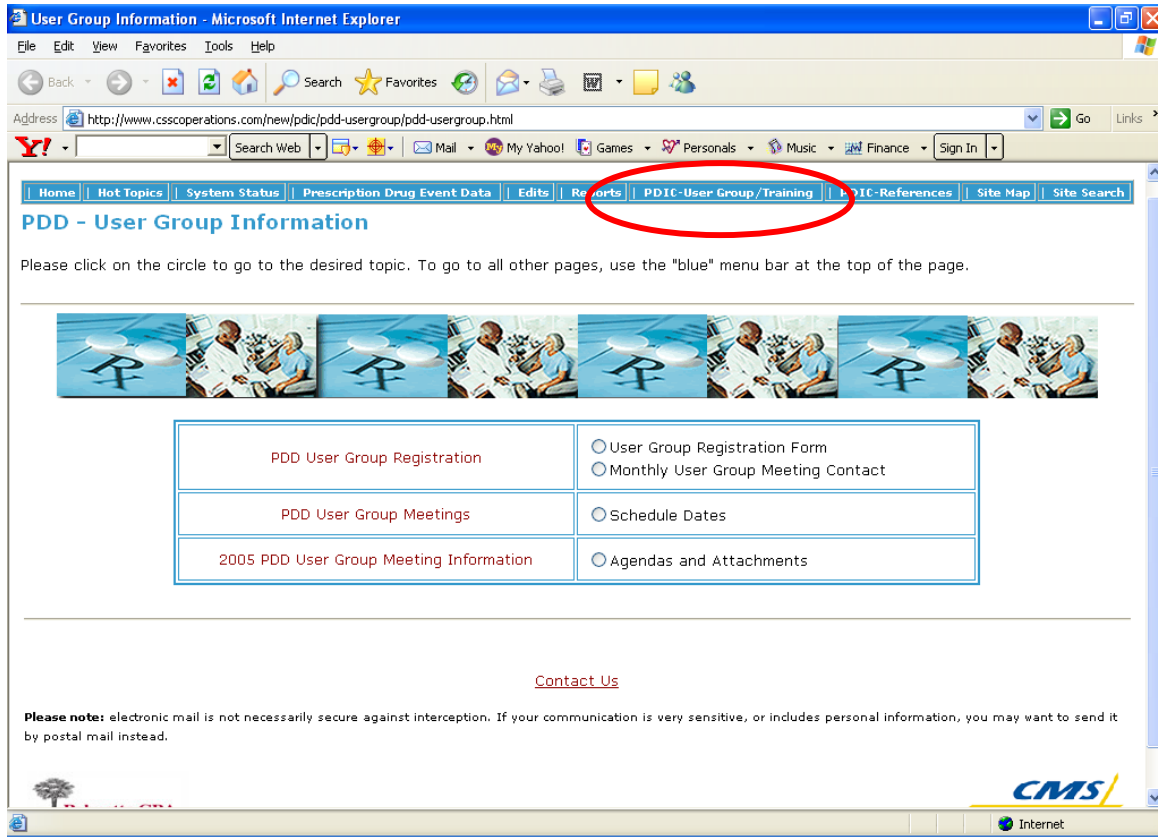 User Group Information - Microsoft Internet Explorer
File Edit View Favorites Tools Help
Back Search Favorites
Address http://www.csscoperations.com/new/pdic/pdd-usergroup/pdd-usergroup.html Go Links
Y! Search Web Mail My Yahoo! Games Personals Music Finance Sign In
| Home | | Hot Topics | | System Status | | Prescription Drug Event Data | | Edits | | Reports | | PDIC-User Group/Training | | PDIC-References | | Site Map | | Site Search |
PDD - User Group Information
Please click on the circle to go to the desired topic. To go to all other pages, use the "blue" menu bar at the top of the page.
PDD User Group Registration
User Group Registration Form
Monthly User Group Meeting Contact
PDD User Group Meetings
Schedule Dates
2005 PDD User Group Meeting Information
Agendas and Attachments
Contact Us
Please note: electronic mail is not necessarily secure against interception. If your communication is very sensitive, or includes personal information, you may want to send it
by postal mail instead.
CMS
Internet